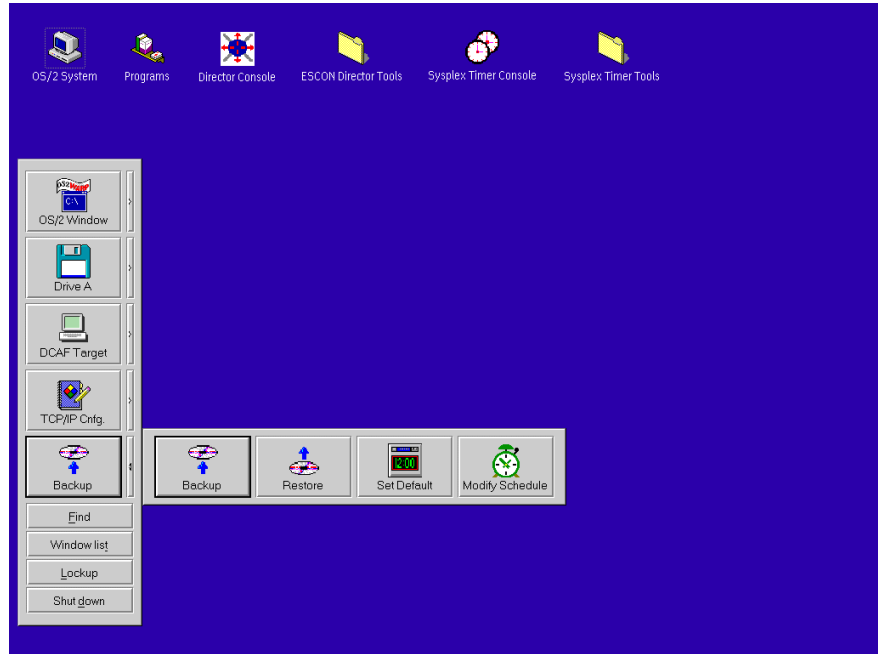 OS/2 System
Programs
Director Console
ESCON Director Tools
Sysplex Timer Console
Sysplex Timer Tools
C:\
OS/2 Window
Drive A
DCAF Target
TCP/IP Cnfg.
Backup
Backup
Restore
12:00
Set Default
Modify Schedule
Find
Window list
Lockup
Shut down